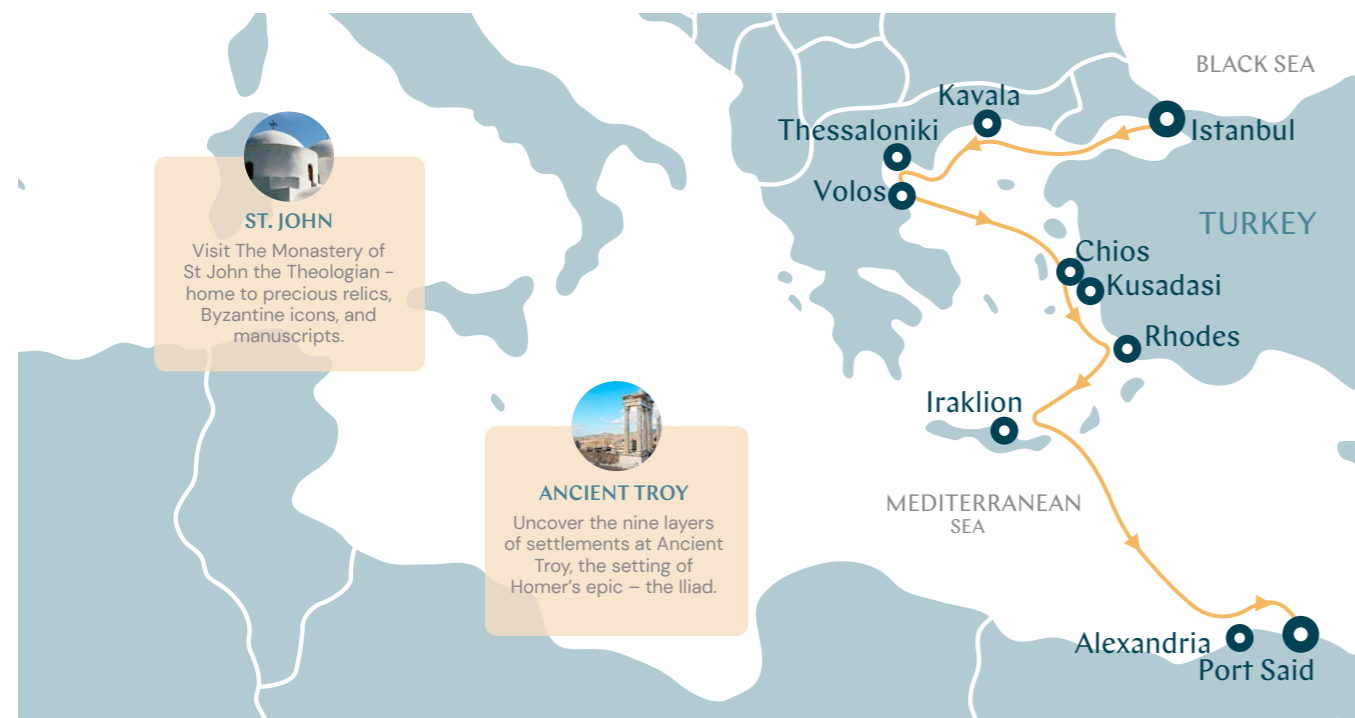 BLACK SEA
Kavala
Thessaloniki
Istanbul
Volos
TURKEY
ST. JOHN
Visit The Monastery of
St John the Theologian -
home to precious relics,
Byzantine icons, and
manuscripts.
Chios
Kusadasi
Rhodes
Iraklion
ANCIENT TROY
Uncover the nine layers
of settlements at Ancient
Troy, the setting of
Homer's epic – the Iliad.
MEDITERRANEAN
SEA
Alexandria
Port Said